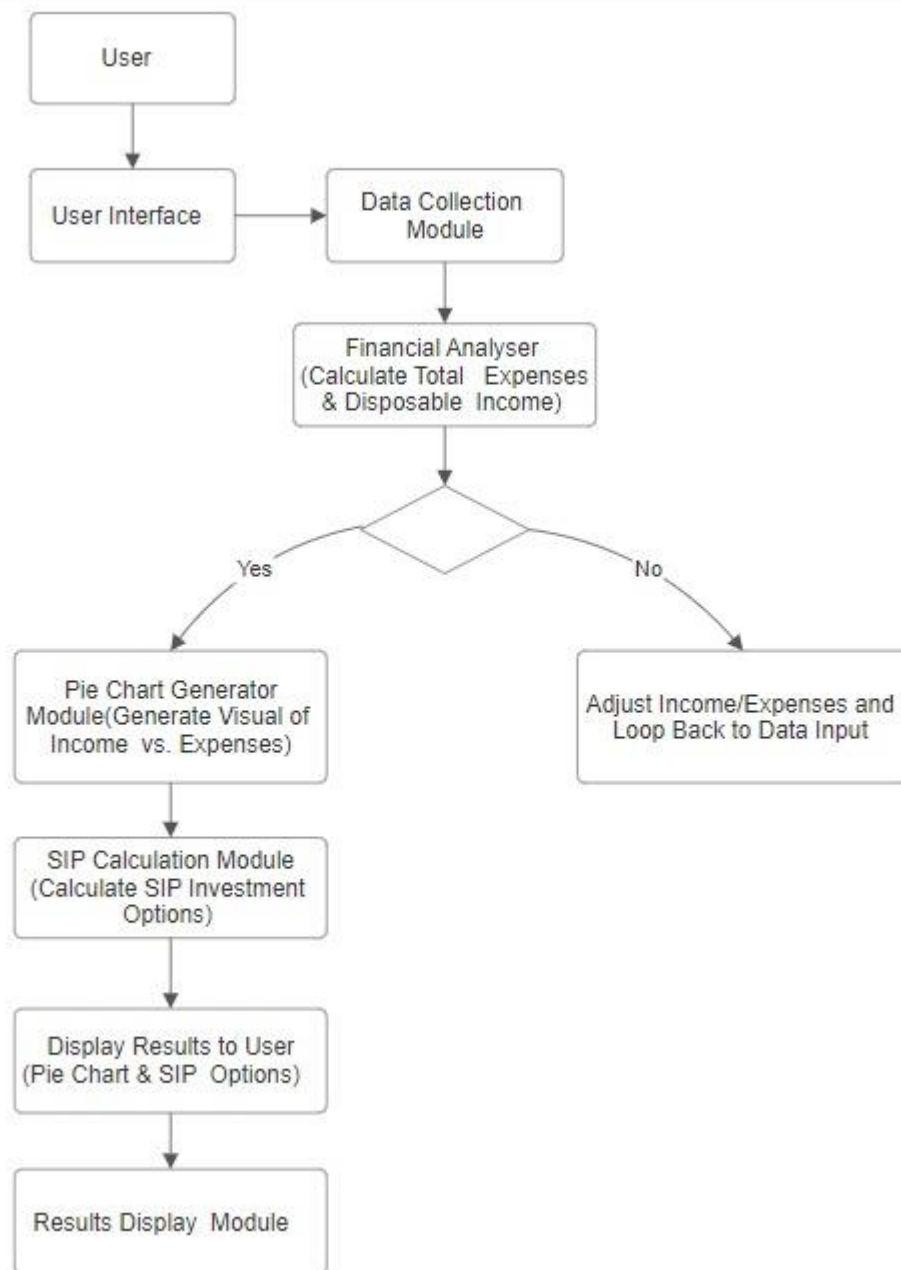 User
User Interface
Data Collection
Module
Financial Analyser
(Calculate Total Expenses
& Disposable Income)
Yes
No
Pie Chart Generator
Module(Generate Visual of
Income vs. Expenses)
Adjust Income/Expenses and
Loop Back to Data Input
SIP Calculation Module
(Calculate SIP Investment
Options)
Display Results to User
(Pie Chart & SIP Options)
Results Display Module